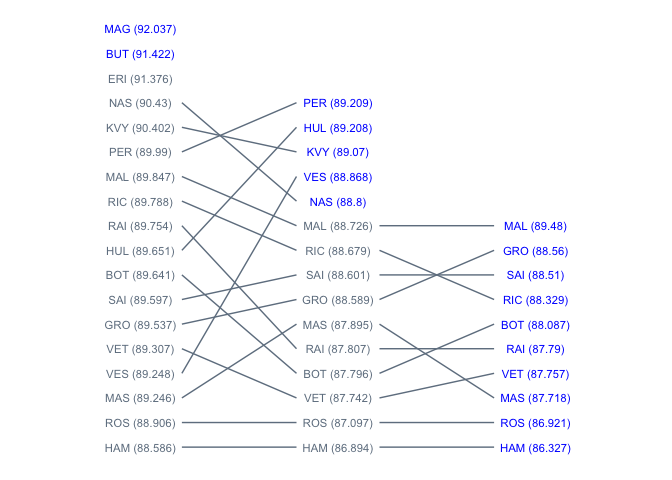 MAG (92.037)
BUT (91.422)
ERI (91.376)
NAS (90.43)
KVY (90.402)
PER (89.99)
MAL (89.847)
RIC (89.788)
RAI (89.754)
HUL (89.651)
BOT (89.641)
SAI (89.597)
GRO (89.537)
VET (89.307)
VES (89.248)
MAS (89.246)
ROS (88.906)
HAM (88.586)
PER (89.209)
HUL (89.208)
KVY (89.07)
VES (88.868)
NAS (88.8)
MAL (88.726)
RIC (88.679)
SAI (88.601)
GRO (88.589)
MAS (87.895)
RAI (87.807)
BOT (87.796)
VET (87.742)
ROS (87.097)
HAM (86.894)
MAL (89.48)
GRO (88.56)
SAI (88.51)
RIC (88.329)
BOT (88.087)
RAI (87.79)
VET (87.757)
MAS (87.718)
ROS (86.921)
HAM (86.327)